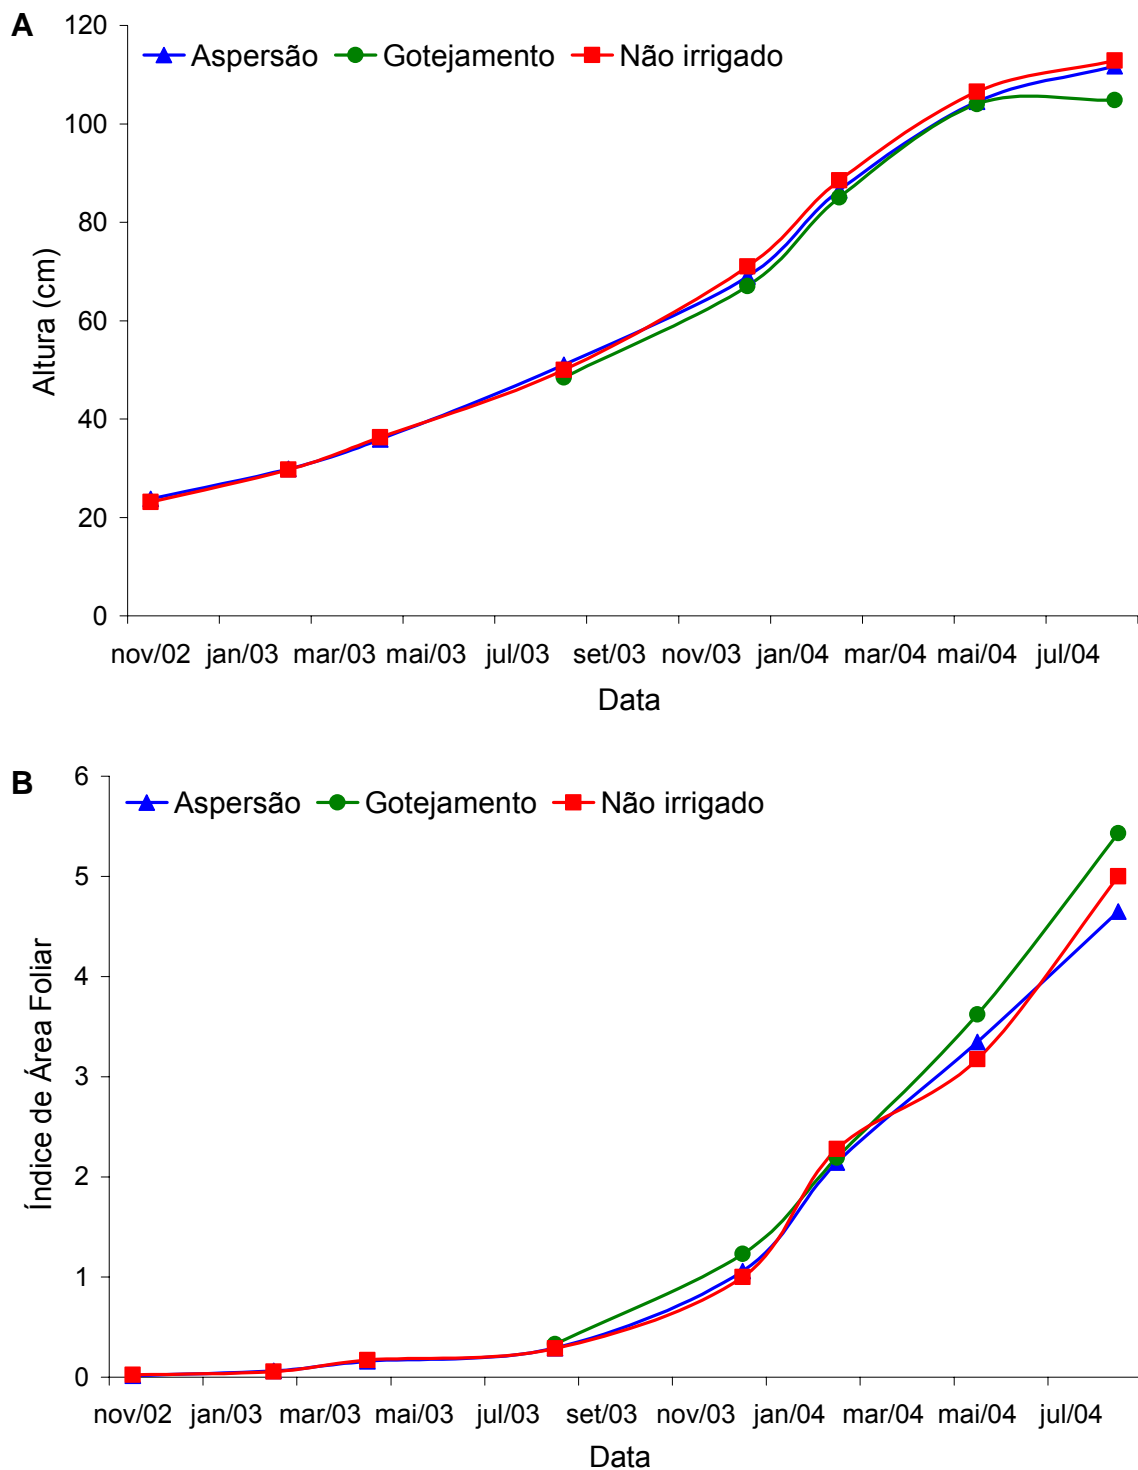 A
Aspersão Gotejamento Não irrigado
120
100
80
60
40
20
0
Altura (cm)
nov/02 jan/03 mar/03 mai/03 jul/03 set/03 nov/03 jan/04 mar/04 mai/04 jul/04
Data
B
Aspersão Gotejamento Não irrigado
6
5
4
3
2
1
0
Índice de Área Foliar
nov/02 jan/03 mar/03 mai/03 jul/03 set/03 nov/03 jan/04 mar/04 mai/04 jul/04
Data